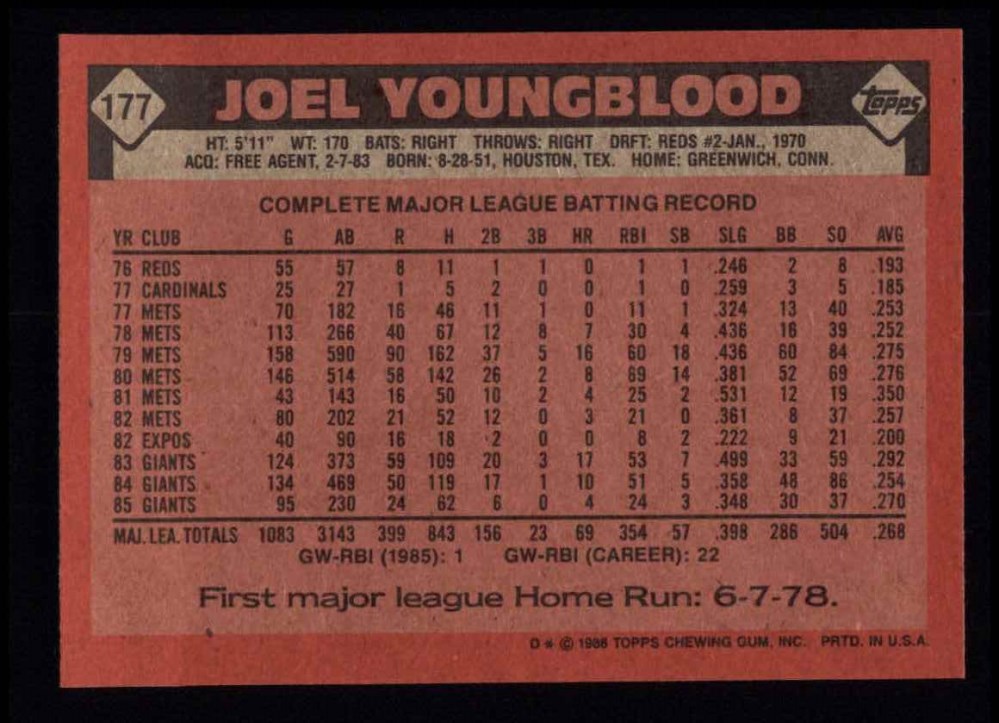 177
JOEL YOUNGBLOOD
Topps
HT: 5'11" WT: 170 BATS: RIGHT THROWS: RIGHT DRFT: REDS #2-JAN., 1970
ACQ: FREE AGENT, 2-7-83 BORN: 8-28-51, HOUSTON, TEX. HOME: GREENWICH, CONN.
COMPLETE MAJOR LEAGUE BATTING RECORD
YR CLUB G AB R H 2B 3B HR RBI SB SLG BB SO AVG
76 REDS 55 57 8 11 1 1 0 1 1 .246 2 8 .193
77 CARDINALS 25 27 1 5 2 0 0 1 0 .259 3 5 .185
77 METS 70 182 16 46 11 1 0 11 1 .324 13 40 .253
78 METS 113 266 40 67 12 8 7 30 4 .436 16 39 .252
79 METS 158 590 90 162 37 5 16 60 18 .436 60 84 .275
80 METS 146 514 58 142 26 2 8 69 14 .381 52 69 .276
81 METS 43 143 16 50 10 2 4 25 2 .531 12 19 .350
82 METS 80 202 21 52 12 0 3 21 0 .361 8 37 .257
82 EXPOS 40 90 16 18 2 0 0 8 2 .222 9 21 .200
83 GIANTS 124 373 59 109 20 3 17 53 7 .499 33 59 .292
84 GIANTS 134 469 50 119 17 1 10 51 5 .358 48 86 .254
85 GIANTS 95 230 24 62 6 0 4 24 3 .348 30 37 .270
MAJ. LEA. TOTALS 1083 3143 399 843 156 23 69 354 57 .398 286 504 .268
GW-RBI (1985): 1 GW-RBI (CAREER): 22
First major league Home Run: 6-7-78.
D * © 1986 TOPPS CHEWING GUM, INC. PRTD. IN U.S.A.